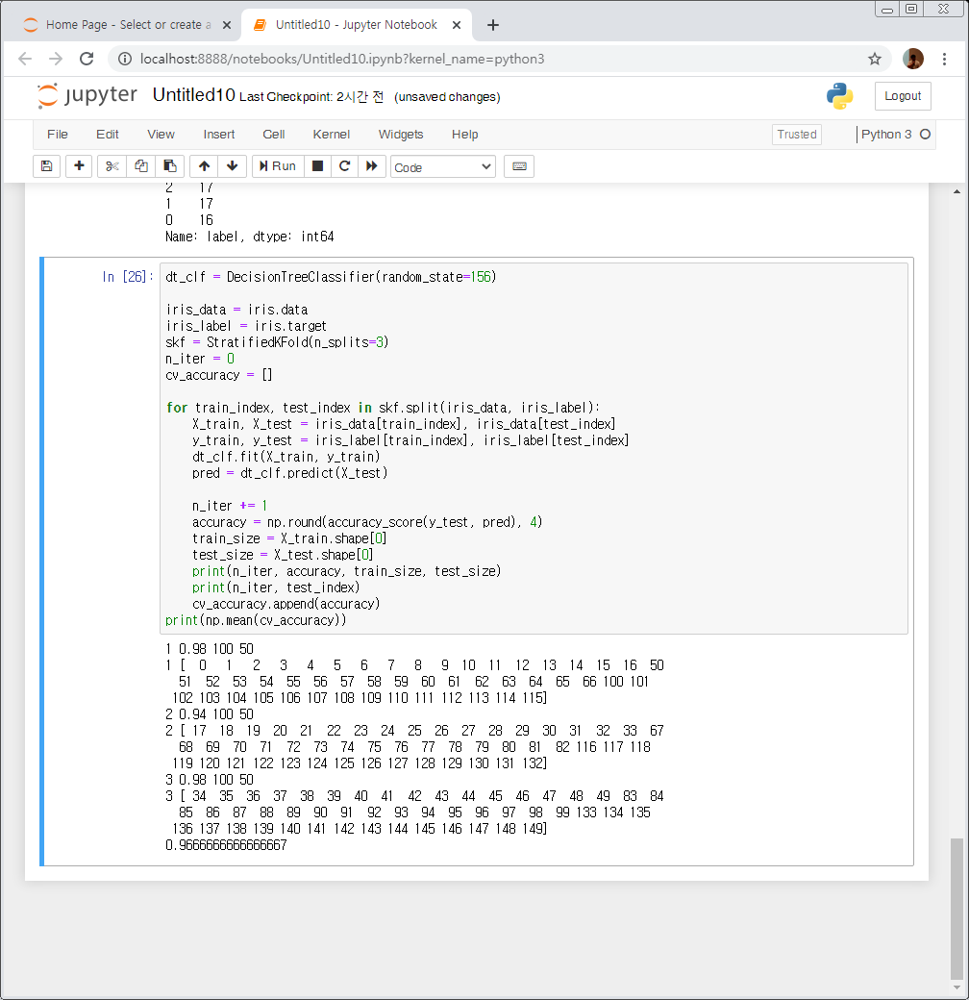 Home Page - Select or create a
Untitled10 - Jupyter Notebook
localhost:8888/notebooks/Untitled10.ipynb?kernel_name=python3
jupyter Untitled10 Last Checkpoint: 2시간 전 (unsaved changes)
Logout
File Edit View Insert Cell Kernel Widgets Help Trusted Python 3
Run Code
2    17
1    17
0    16
Name: label, dtype: int64
In [26]: dt_clf = DecisionTreeClassifier(random_state=156)
iris_data = iris.data
iris_label = iris.target
skf = StratifiedKFold(n_splits=3)
n_iter = 0
cv_accuracy = []
for train_index, test_index in skf.split(iris_data, iris_label):
    X_train, X_test = iris_data[train_index], iris_data[test_index]
    y_train, y_test = iris_label[train_index], iris_label[test_index]
    dt_clf.fit(X_train, y_train)
    pred = dt_clf.predict(X_test)
    n_iter += 1
    accuracy = np.round(accuracy_score(y_test, pred), 4)
    train_size = X_train.shape[0]
    test_size = X_test.shape[0]
    print(n_iter, accuracy, train_size, test_size)
    print(n_iter, test_index)
    cv_accuracy.append(accuracy)
print(np.mean(cv_accuracy))
1 0.98 100 50
1 [  0   1   2   3   4   5   6   7   8   9  10  11  12  13  14  15  16  50
  51  52  53  54  55  56  57  58  59  60  61  62  63  64  65  66 100 101
 102 103 104 105 106 107 108 109 110 111 112 113 114 115]
2 0.94 100 50
2 [ 17  18  19  20  21  22  23  24  25  26  27  28  29  30  31  32  33  67
  68  69  70  71  72  73  74  75  76  77  78  79  80  81  82 116 117 118
 119 120 121 122 123 124 125 126 127 128 129 130 131 132]
3 0.98 100 50
3 [ 34  35  36  37  38  39  40  41  42  43  44  45  46  47  48  49  83  84
  85  86  87  88  89  90  91  92  93  94  95  96  97  98  99 133 134 135
 136 137 138 139 140 141 142 143 144 145 146 147 148 149]
0.9666666666666667